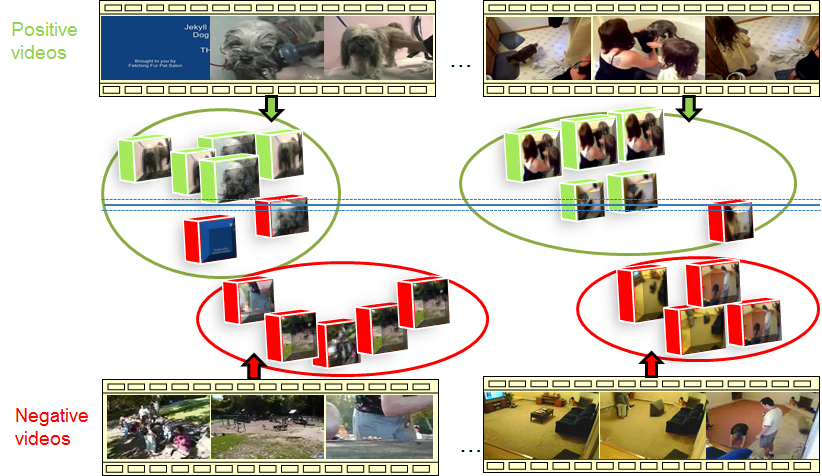 Positive
videos
Jekyll
Dog
TH
Brought to you by
Fetching Fur Pet Salon
...
Negative
videos
...